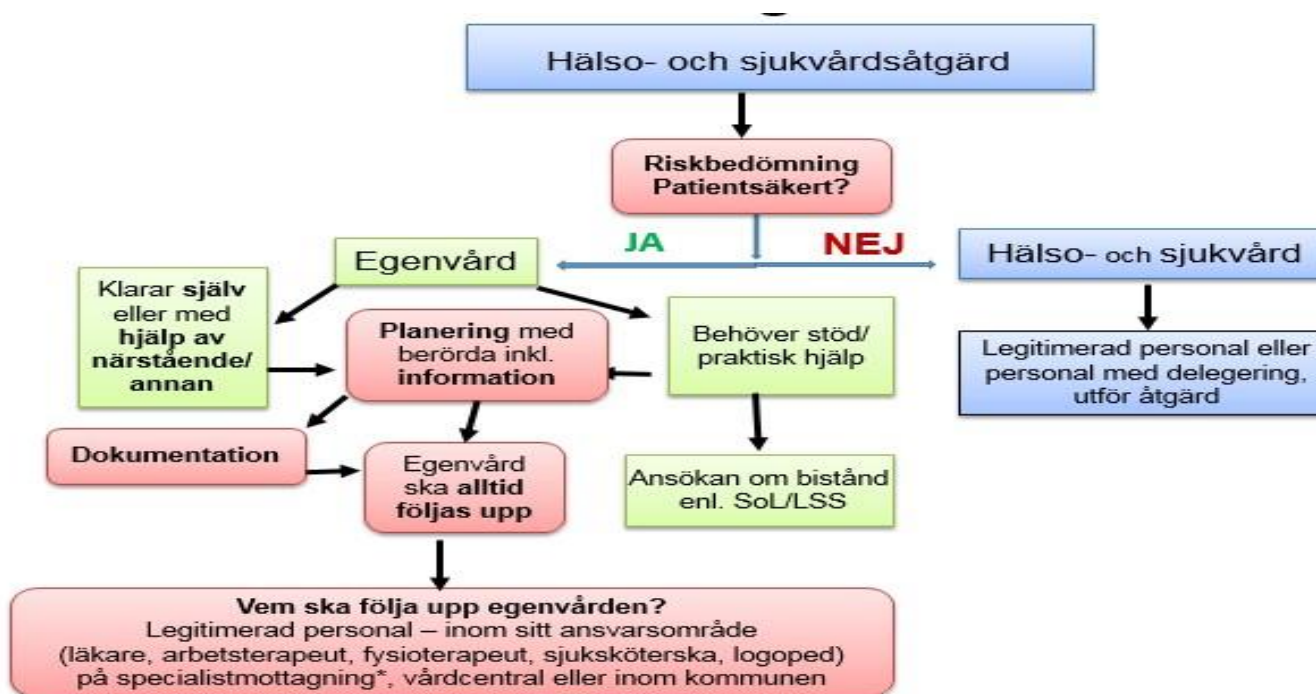 Hälso- och sjukvårdsåtgärd
Riskbedömning
Patientsäkert?
JA
NEJ
Egenvård
Hälso- och sjukvård
Klarar själv
eller med
hjälp av
närstående/
annan
Planering med
berörda inkl.
information
Behöver stöd/
praktisk hjälp
Legitimerad personal eller
personal med delegering,
utför åtgärd
Dokumentation
Egenvård
ska alltid
följas upp
Ansökan om bistånd
enl. SoL/LSS
Vem ska följa upp egenvården?
Legitimerad personal – inom sitt ansvarsområde
(läkare, arbetsterapeut, fysioterapeut, sjuksköterska, logoped)
på specialistmottagning*, vårdcentral eller inom kommunen